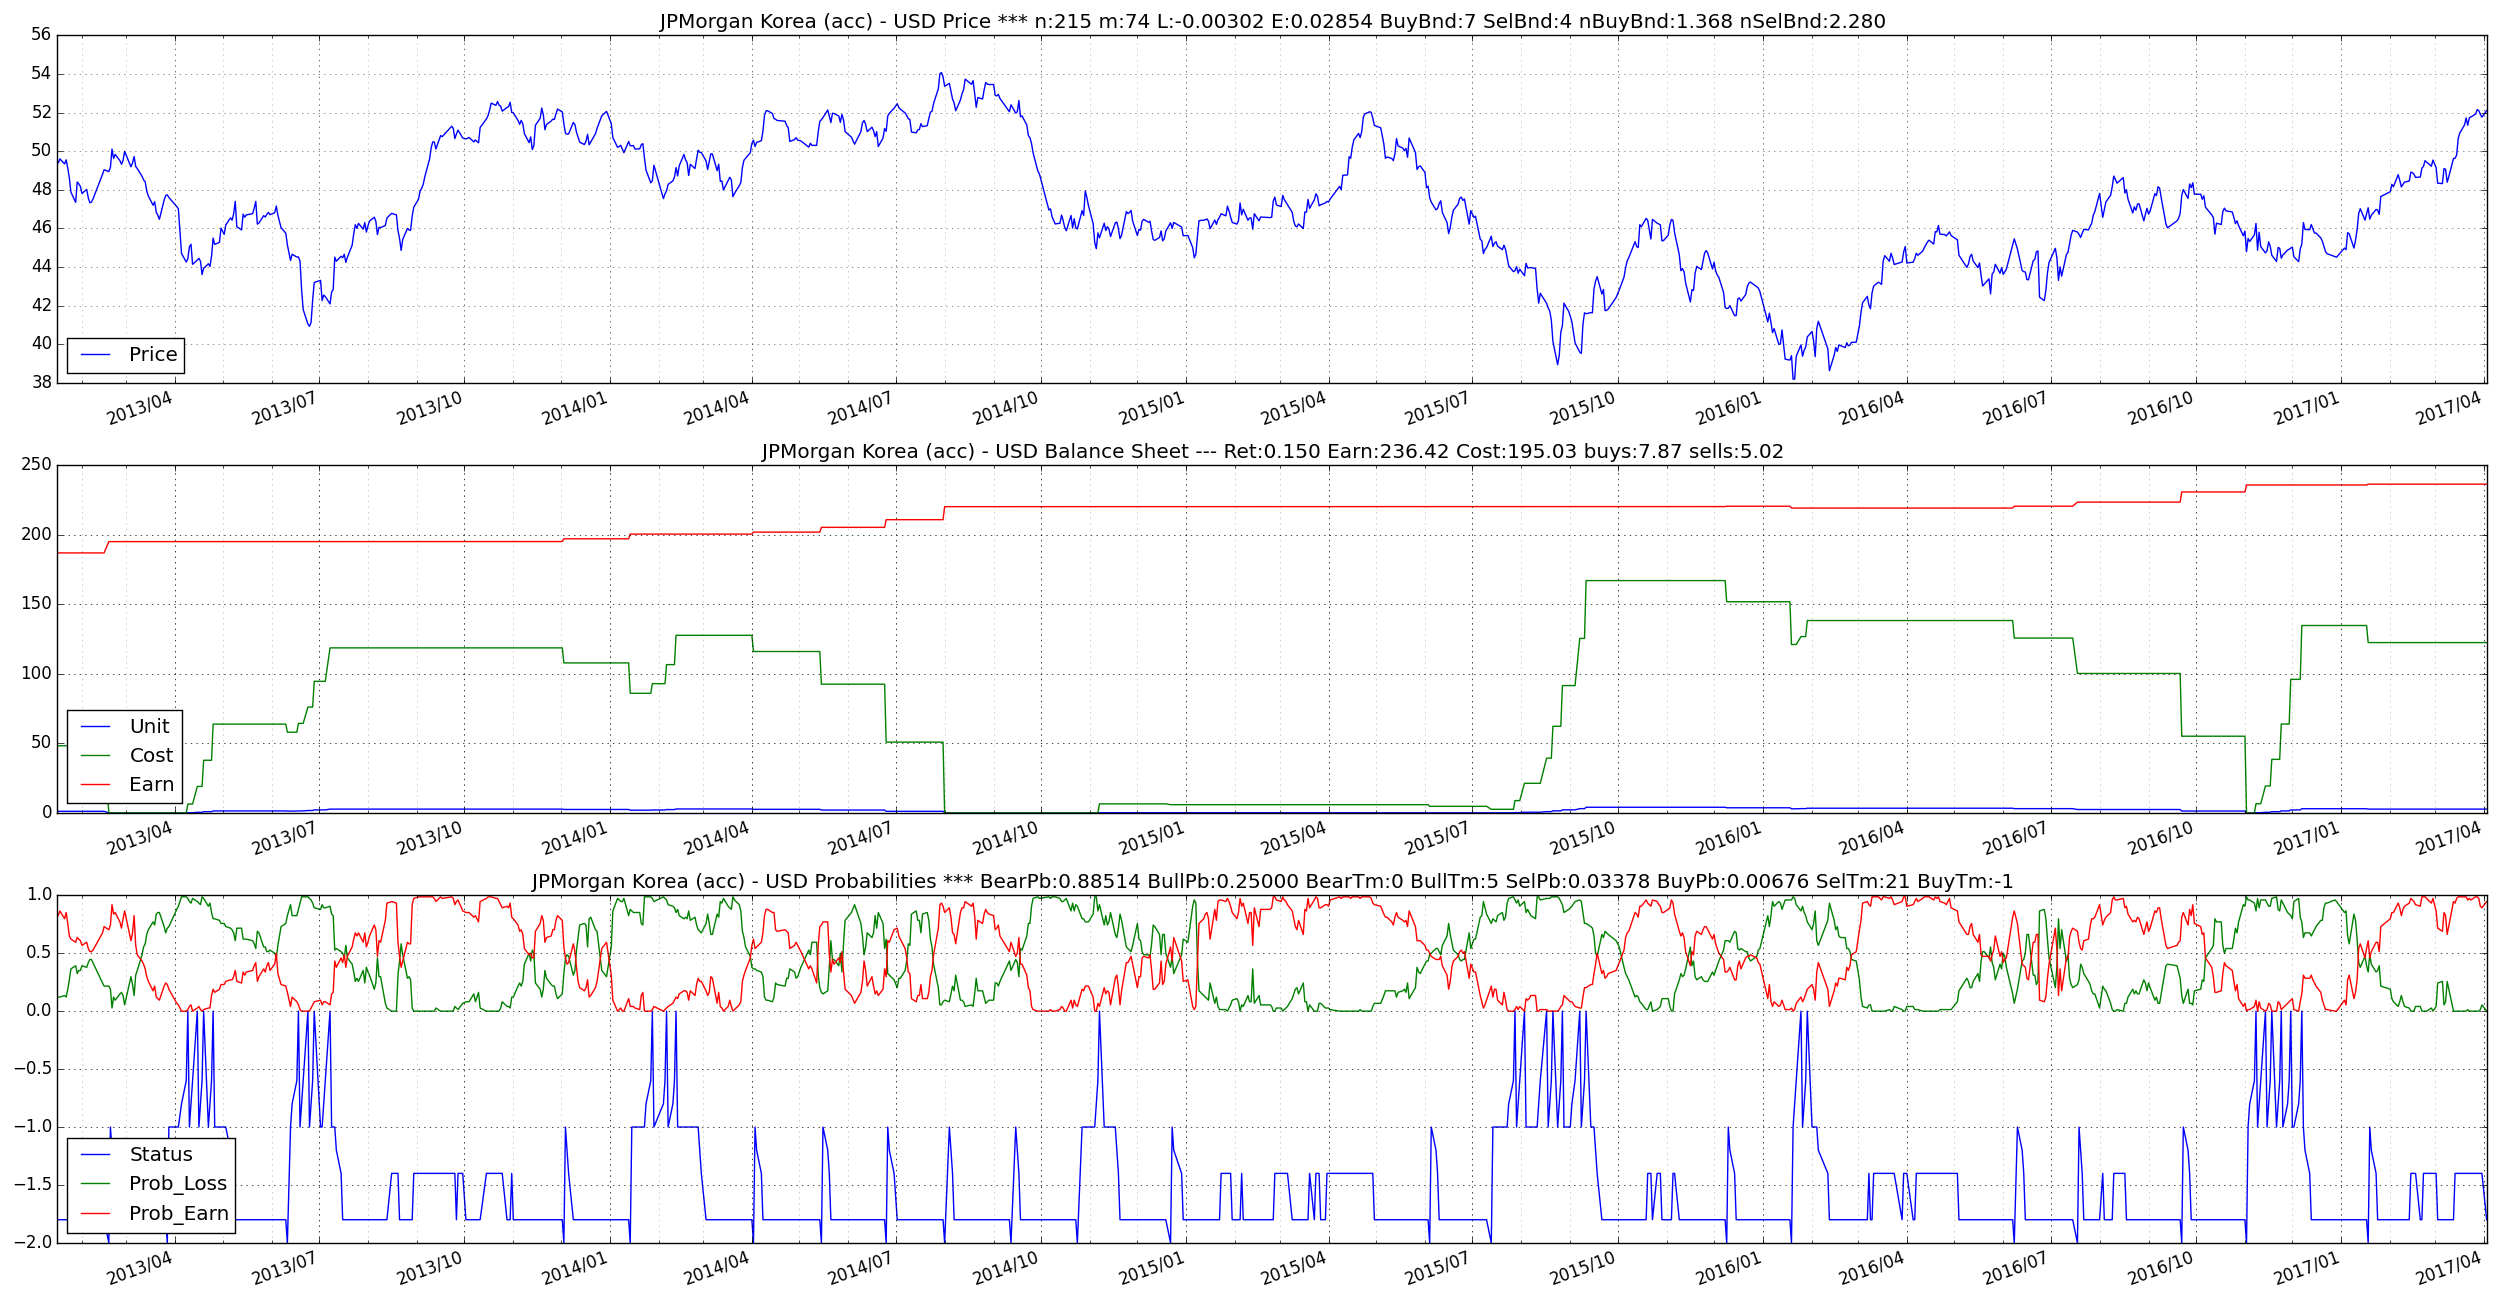 JPMorgan Korea (acc) - USD Price *** n:215 m:74 L:-0.00302 E:0.02854 BuyBnd:7 SelBnd:4 nBuyBnd:1.368 nSelBnd:2.280
56
54
52
50
48
46
44
42
40
38
Price
2013/04 2013/07 2013/10 2014/01 2014/04 2014/07 2014/10 2015/01 2015/04 2015/07 2015/10 2016/01 2016/04 2016/07 2016/10 2017/01 2017/04
JPMorgan Korea (acc) - USD Balance Sheet --- Ret:0.150 Earn:236.42 Cost:195.03 buys:7.87 sells:5.02
250
200
150
100
50
0
Unit
Cost
Earn
2013/04 2013/07 2013/10 2014/01 2014/04 2014/07 2014/10 2015/01 2015/04 2015/07 2015/10 2016/01 2016/04 2016/07 2016/10 2017/01 2017/04
JPMorgan Korea (acc) - USD Probabilities *** BearPb:0.88514 BullPb:0.25000 BearTm:0 BullTm:5 SelPb:0.03378 BuyPb:0.00676 SelTm:21 BuyTm:-1
1.0
0.5
0.0
−0.5
−1.0
−1.5
−2.0
Status
Prob_Loss
Prob_Earn
2013/04 2013/07 2013/10 2014/01 2014/04 2014/07 2014/10 2015/01 2015/04 2015/07 2015/10 2016/01 2016/04 2016/07 2016/10 2017/01 2017/04